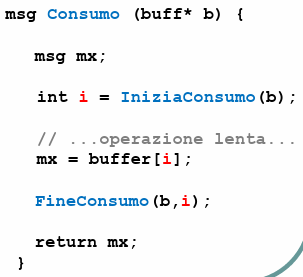 msg Consumo (buff* b) {
msg mx;
int i = IniziaConsumo(b);
// ...operazione lenta...
mx = buffer[i];
FineConsumo(b,i);
return mx;
}